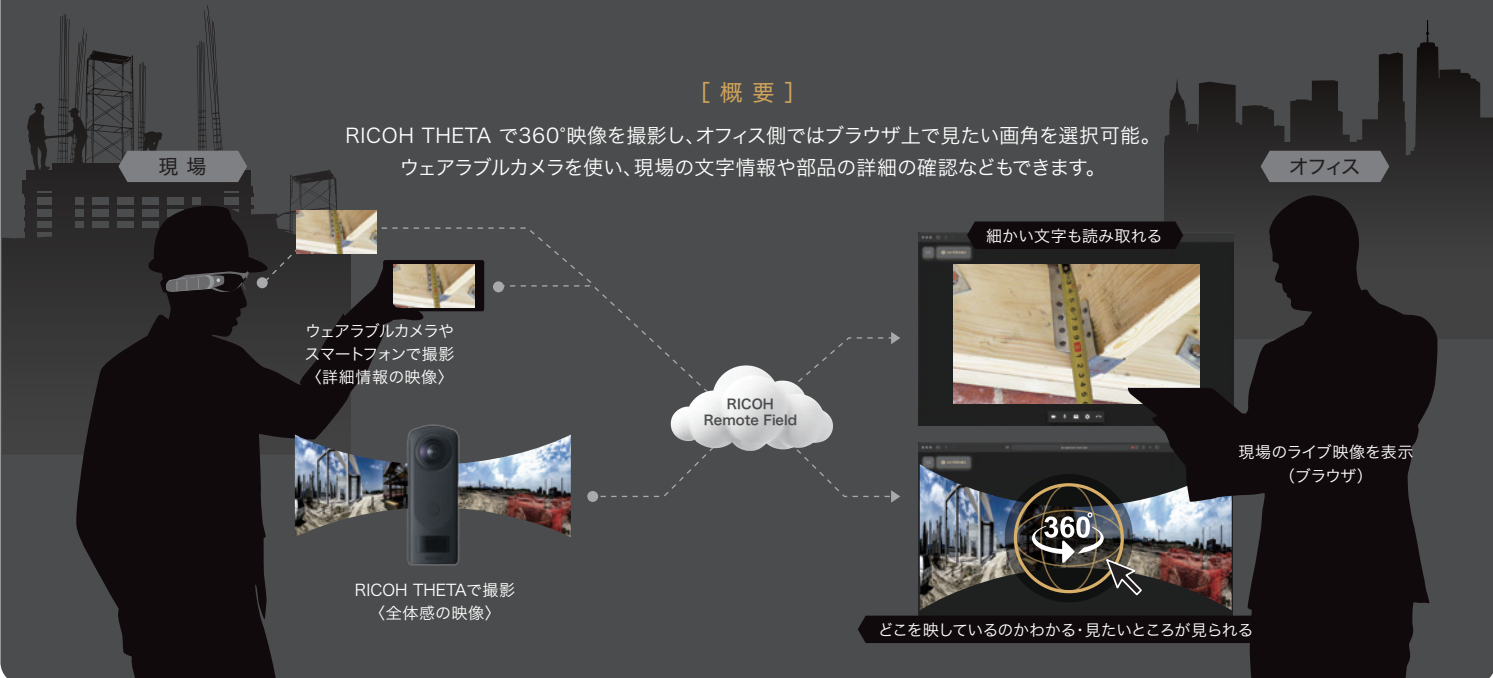 [ 概 要 ]
RICOH THETA で360°映像を撮影し、オフィス側ではブラウザ上で見たい画角を選択可能。
ウェアラブルカメラを使い、現場の文字情報や部品の詳細の確認などもできます。
現 場
オフィス
細かい文字も読み取れる
ウェアラブルカメラや
スマートフォンで撮影
〈詳細情報の映像〉
RICOH
Remote Field
現場のライブ映像を表示
（ブラウザ）
360°
RICOH THETAで撮影
〈全体感の映像〉
どこを映しているのかわかる・見たいところが見られる